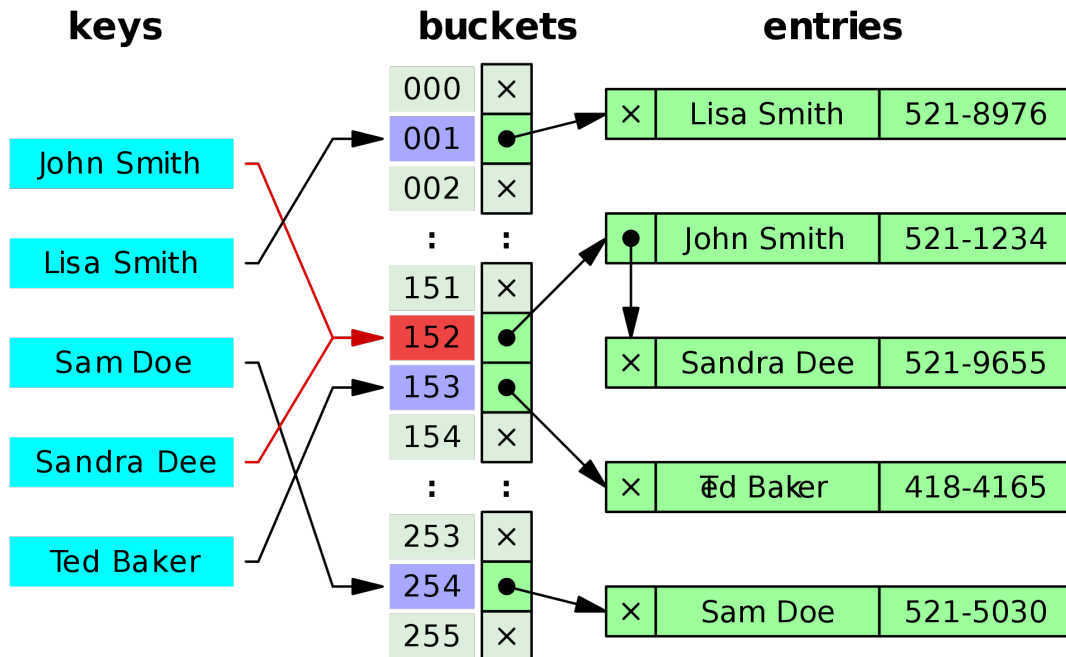 keys buckets entries
John Smith
Lisa Smith
Sam Doe
Sandra Dee
Ted Baker
000 ×
001
002 ×
: :
151 ×
152
153
154 ×
: :
253 ×
254
255 ×
× Lisa Smith 521-8976
John Smith 521-1234
× Sandra Dee 521-9655
× Ted Baker 418-4165
× Sam Doe 521-5030